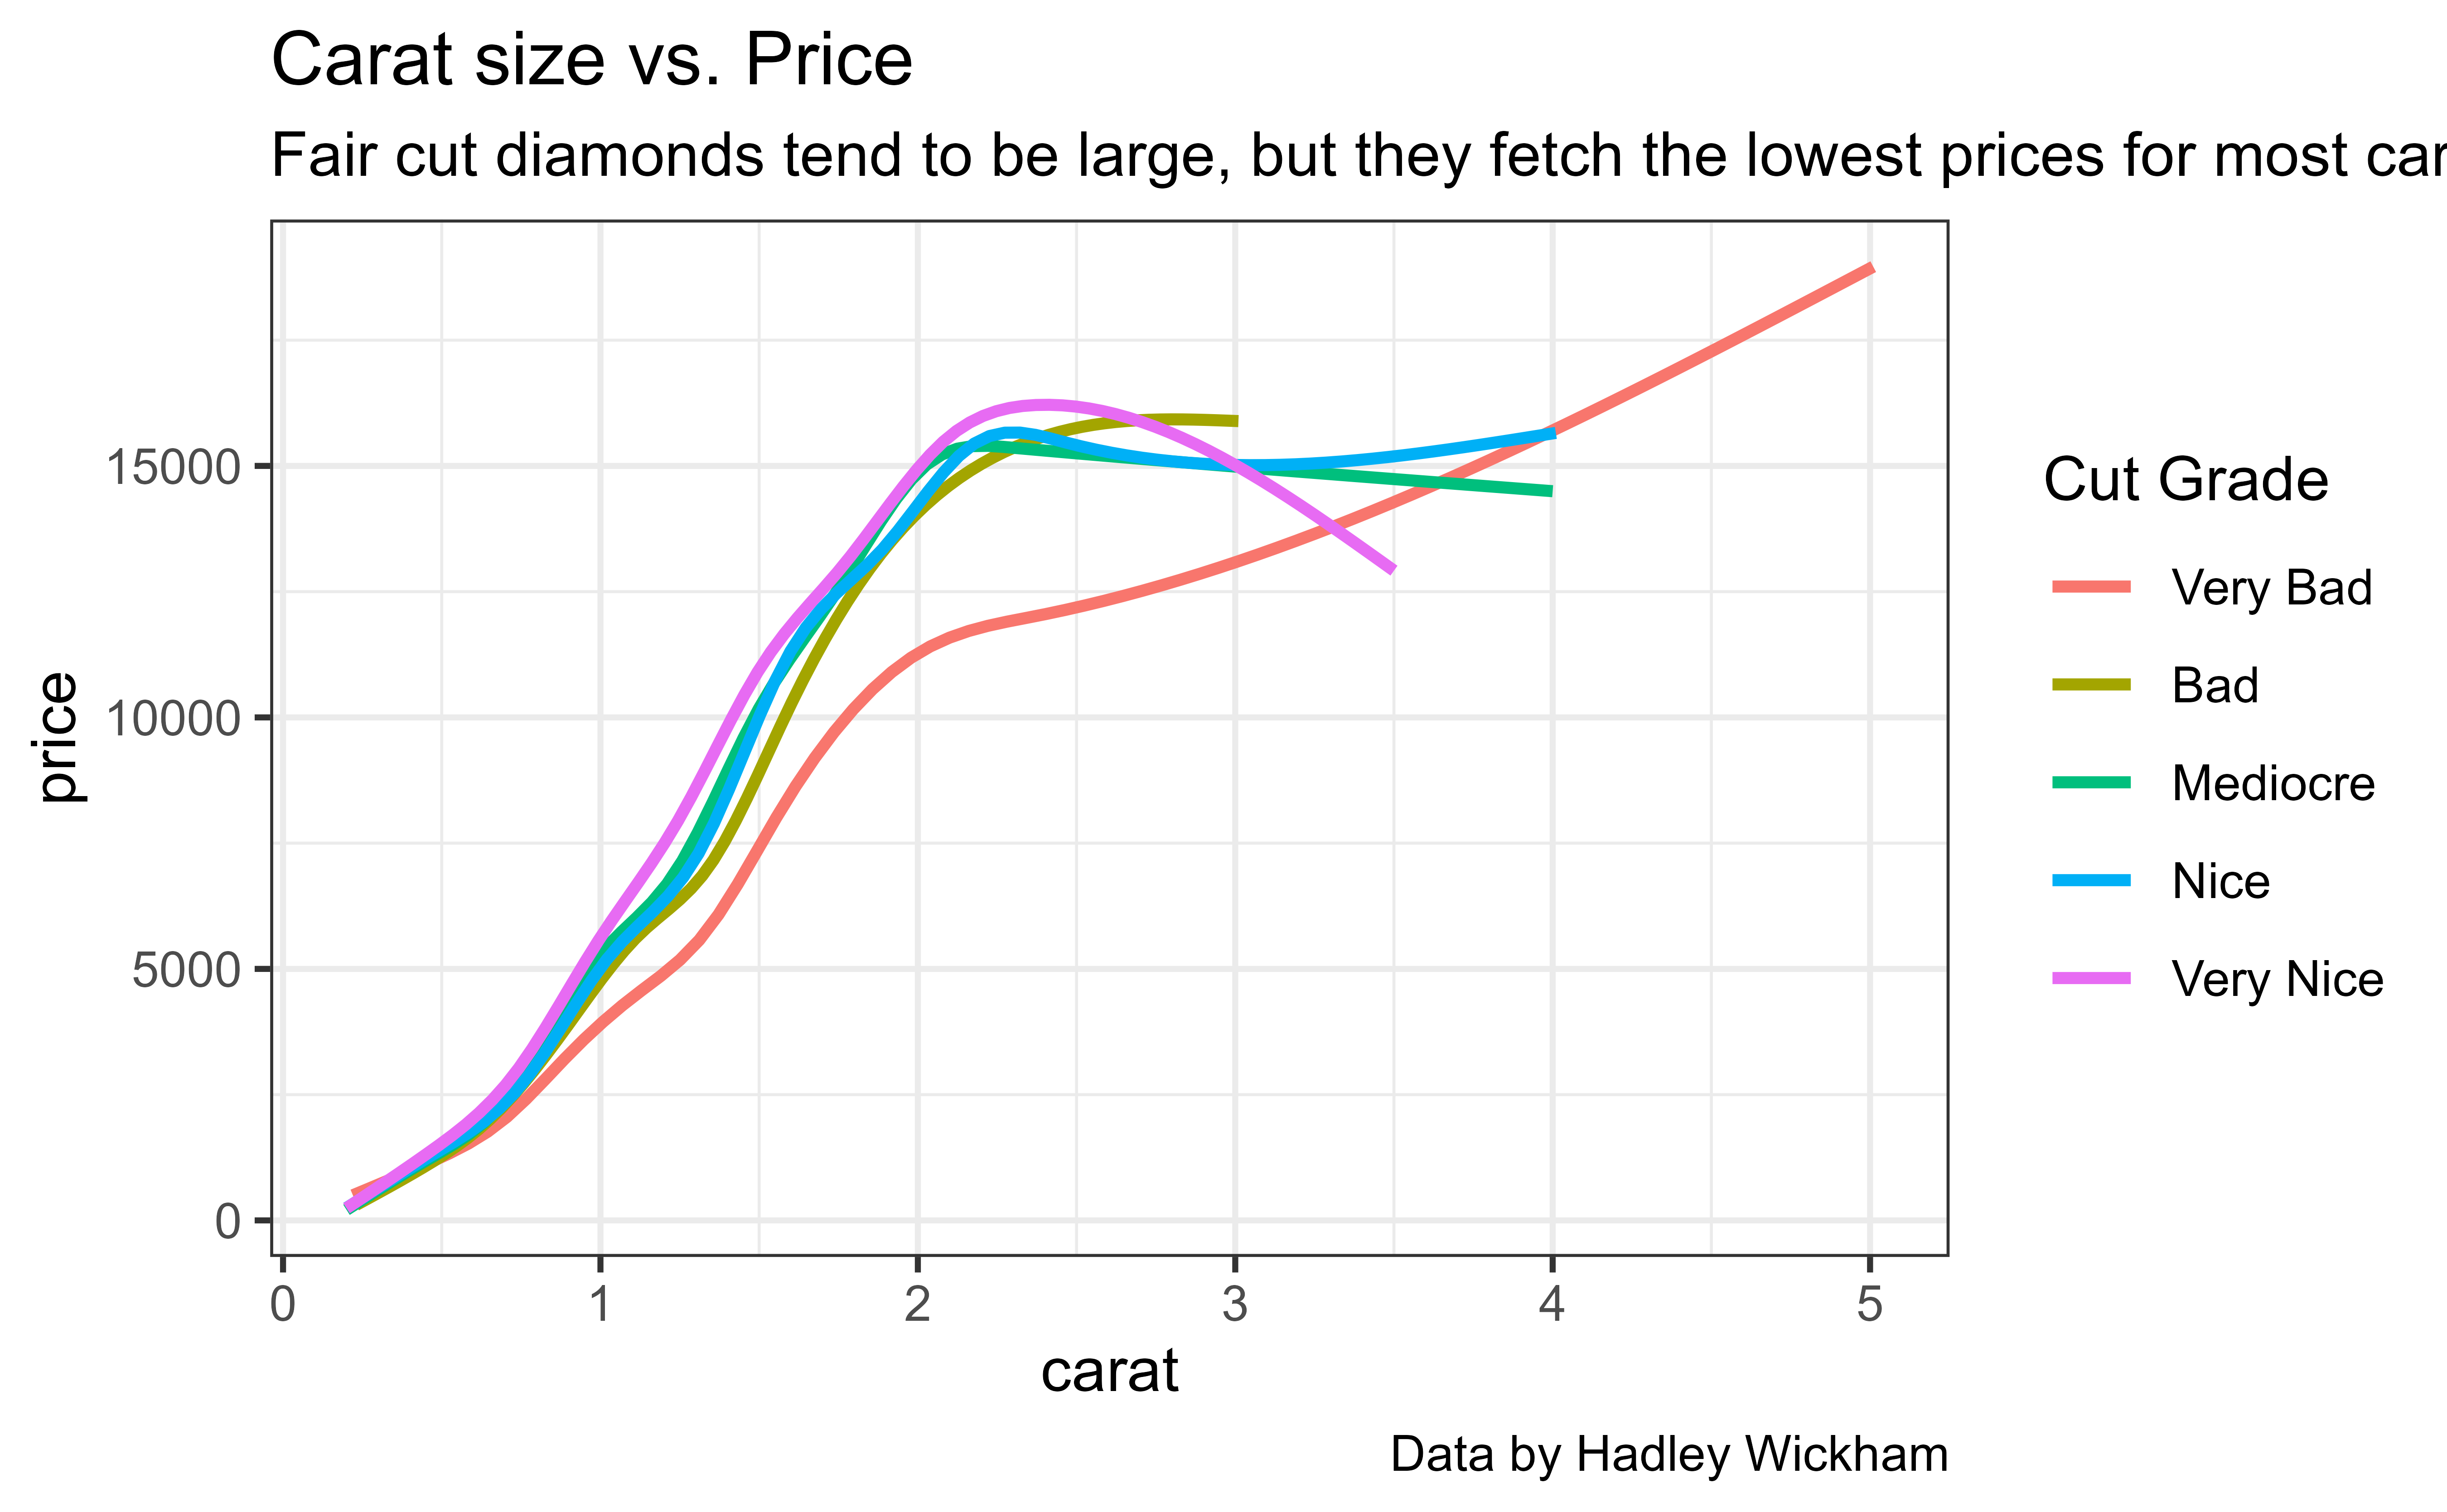 Carat size vs. Price
Fair cut diamonds tend to be large, but they fetch the lowest prices for most car
price
15000
10000
5000
0
0 1 2 3 4 5
carat
Cut Grade
Very Bad
Bad
Mediocre
Nice
Very Nice
Data by Hadley Wickham